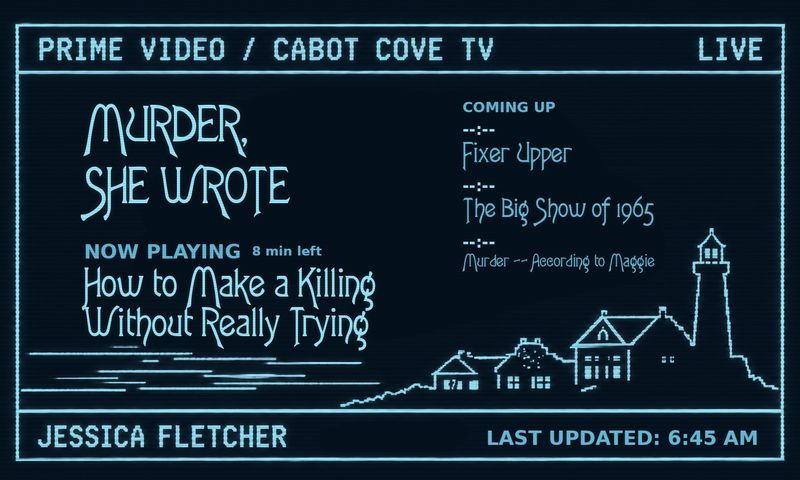 PRIME VIDEO / CABOT COVE TV
LIVE
MURDER,
SHE WROTE
NOW PLAYING 8 min left
How to Make a Killing
Without Really Trying
COMING UP
--:--
Fixer Upper
--:--
The Big Show of 1965
--:--
Murder -- According to Maggie
JESSICA FLETCHER
LAST UPDATED: 6:45 AM